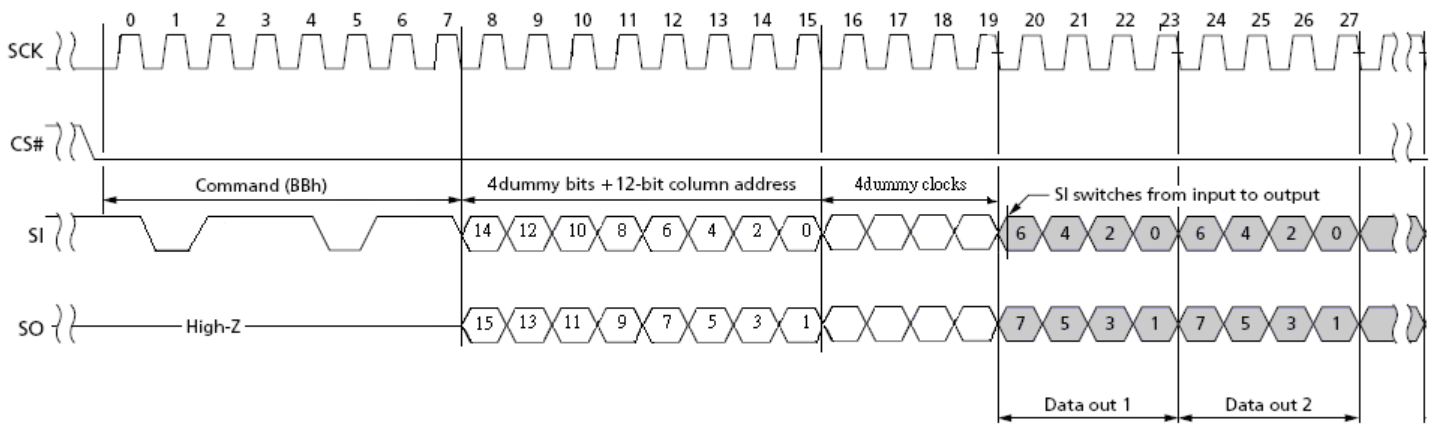 0 1 2 3 4 5 6 7 8 9 10 11 12 13 14 15 16 17 18 19 20 21 22 23 24 25 26 27
SCK
CS#
Command (BBh) 4dummy bits + 12-bit column address 4dummy clocks
SI switches from input to output
SI 14 12 10 8 6 4 2 0 6 4 2 0 6 4 2 0
SO High-Z 15 13 11 9 7 5 3 1 7 5 3 1 7 5 3 1
Data out 1 Data out 2